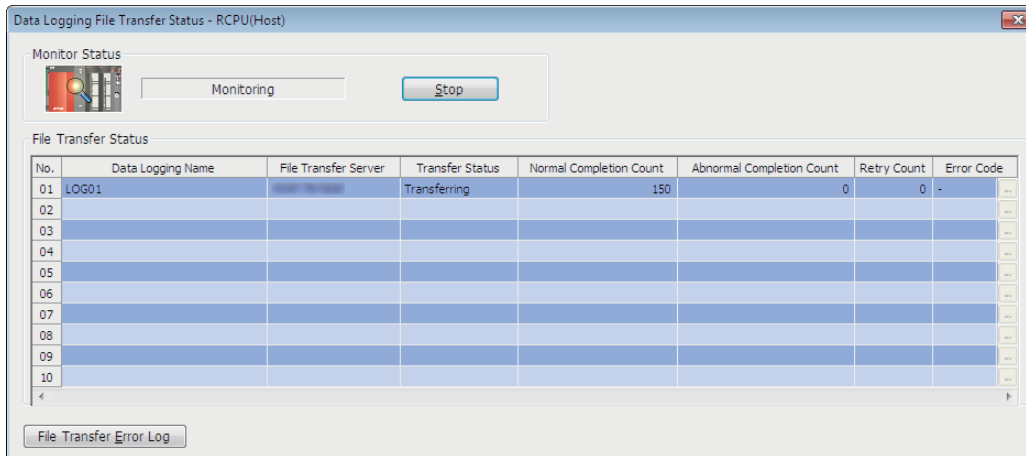 Data Logging File Transfer Status - RCPU(Host)
Monitor Status
Monitoring
Stop
File Transfer Status
No. Data Logging Name File Transfer Server Transfer Status Normal Completion Count Abnormal Completion Count Retry Count Error Code
01 LOG01 Transferring 150 0 0 - ...
02 ...
03 ...
04 ...
05 ...
06 ...
07 ...
08 ...
09 ...
10 ...
File Transfer Error Log